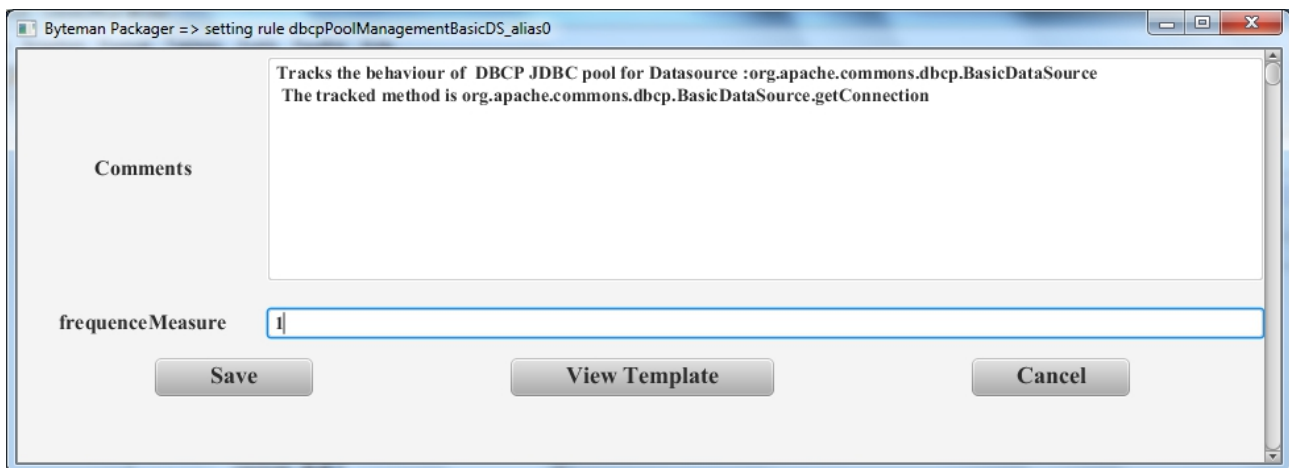 Byteman Packager => setting rule dbcpPoolManagementBasicDS_alias0
Tracks the behaviour of DBCP JDBC pool for Datasource :org.apache.commons.dbcp.BasicDataSource
The tracked method is org.apache.commons.dbcp.BasicDataSource.getConnection
Comments
frequenceMeasure
1
Save
View Template
Cancel